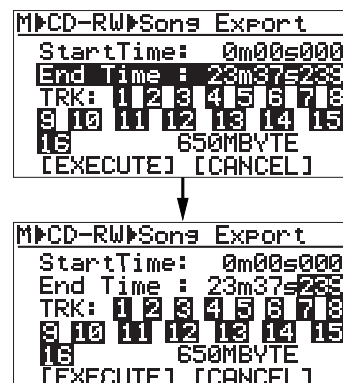 M▶CD-RW▶Song Export
StartTime: 0m00s000
End Time : 23m37s239
TRK: 1 2 3 4 5 6 7 8
9 10 11 12 13 14 15
16 650MBYTE
[EXECUTE] [CANCEL]
M▶CD-RW▶Song Export
StartTime: 0m00s000
End Time : 23m37s239
TRK: 1 2 3 4 5 6 7 8
9 10 11 12 13 14 15
16 650MBYTE
[EXECUTE] [CANCEL]